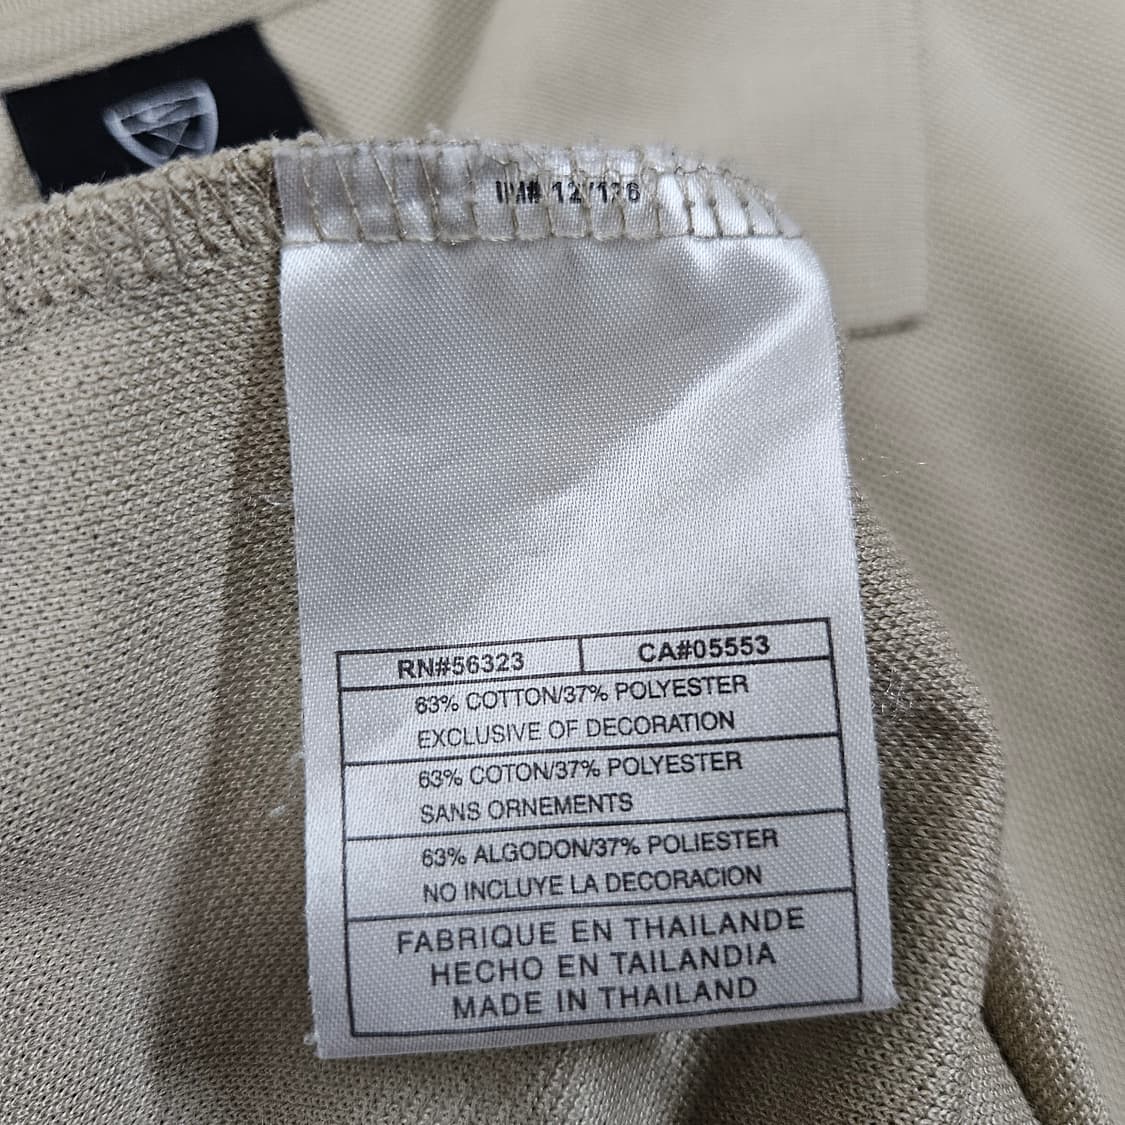 RN#56323 CA#05553
63% COTTON/37% POLYESTER
EXCLUSIVE OF DECORATION
63% COTON/37% POLYESTER
SANS ORNEMENTS
63% ALGODON/37% POLIESTER
NO INCLUYE LA DECORACION
FABRIQUE EN THAILANDE
HECHO EN TAILANDIA
MADE IN THAILAND